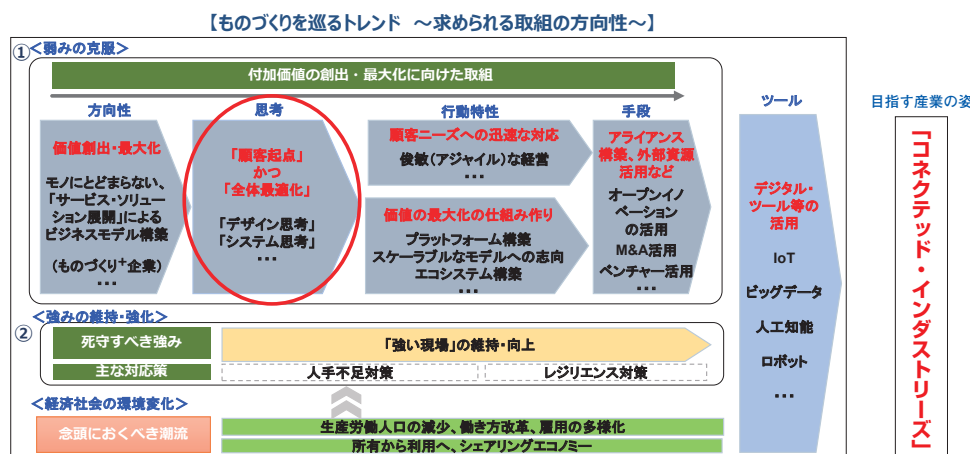 【ものづくりを巡るトレンド ～求められる取組の方向性～】
①<弱みの克服>
付加価値の創出・最大化に向けた取組
方向性
価値創出・最大化
モノにとどまらない、
「サービス・ソリュー
ション展開」による
ビジネスモデル構築
(ものづくり+企業)
…
思考
「顧客起点」
かつ
「全体最適化」
「デザイン思考」
「システム思考」
…
行動特性
顧客ニーズへの迅速な対応
俊敏(アジャイル)な経営
…
価値の最大化の仕組み作り
プラットフォーム構築
スケーラブルなモデルへの志向
エコシステム構築
…
手段
アライアンス
構築、外部資源
活用など
オープンイノ
ベーション
の活用
M&A活用
ベンチャー活用
…
ツール
デジタル・
ツール等の
活用
IoT
ビッグデータ
人工知能
ロボット
…
目指す産業の姿
「コネクテッド・インダストリーズ」
<強みの維持・強化>
②
死守すべき強み
「強い現場」の維持・向上
主な対応策
人手不足対策
レジリエンス対策
<経済社会の環境変化>
念頭におくべき潮流
生産労働人口の減少、働き方改革、雇用の多様化
所有から利用へ、シェアリングエコノミー